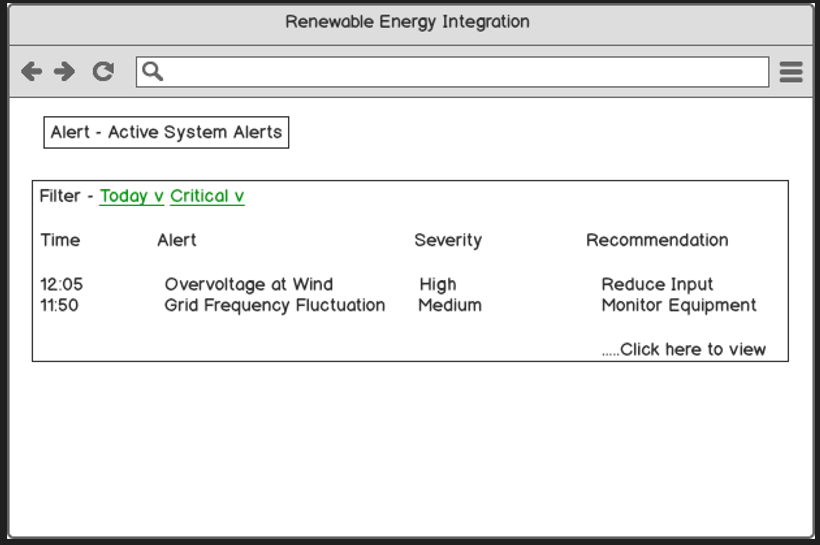 Renewable Energy Integration
Alert - Active System Alerts
Filter - Today v Critical v
Time Alert Severity Recommendation
12:05 Overvoltage at Wind High Reduce Input
11:50 Grid Frequency Fluctuation Medium Monitor Equipment
.....Click here to view